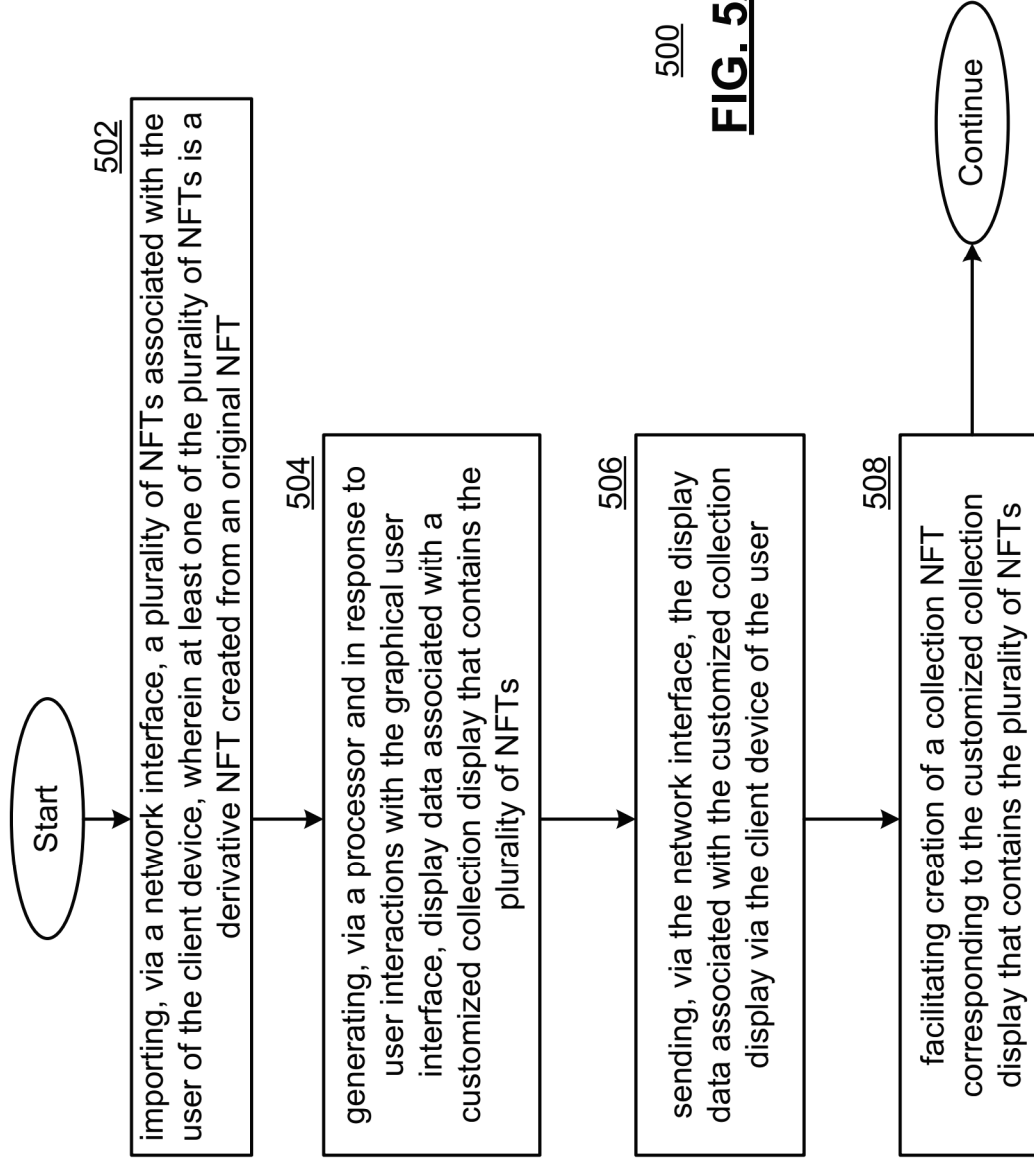 Start
502
importing, via a network interface, a plurality of NFTs associated with the
user of the client device, wherein at least one of the plurality of NFTs is a
derivative NFT created from an original NFT
504
generating, via a processor and in response to
user interactions with the graphical user
interface, display data associated with a
customized collection display that contains the
plurality of NFTs
506
sending, via the network interface, the display
data associated with the customized collection
display via the client device of the user
508
facilitating creation of a collection NFT
corresponding to the customized collection
display that contains the plurality of NFTs
Continue
500
FIG. 5